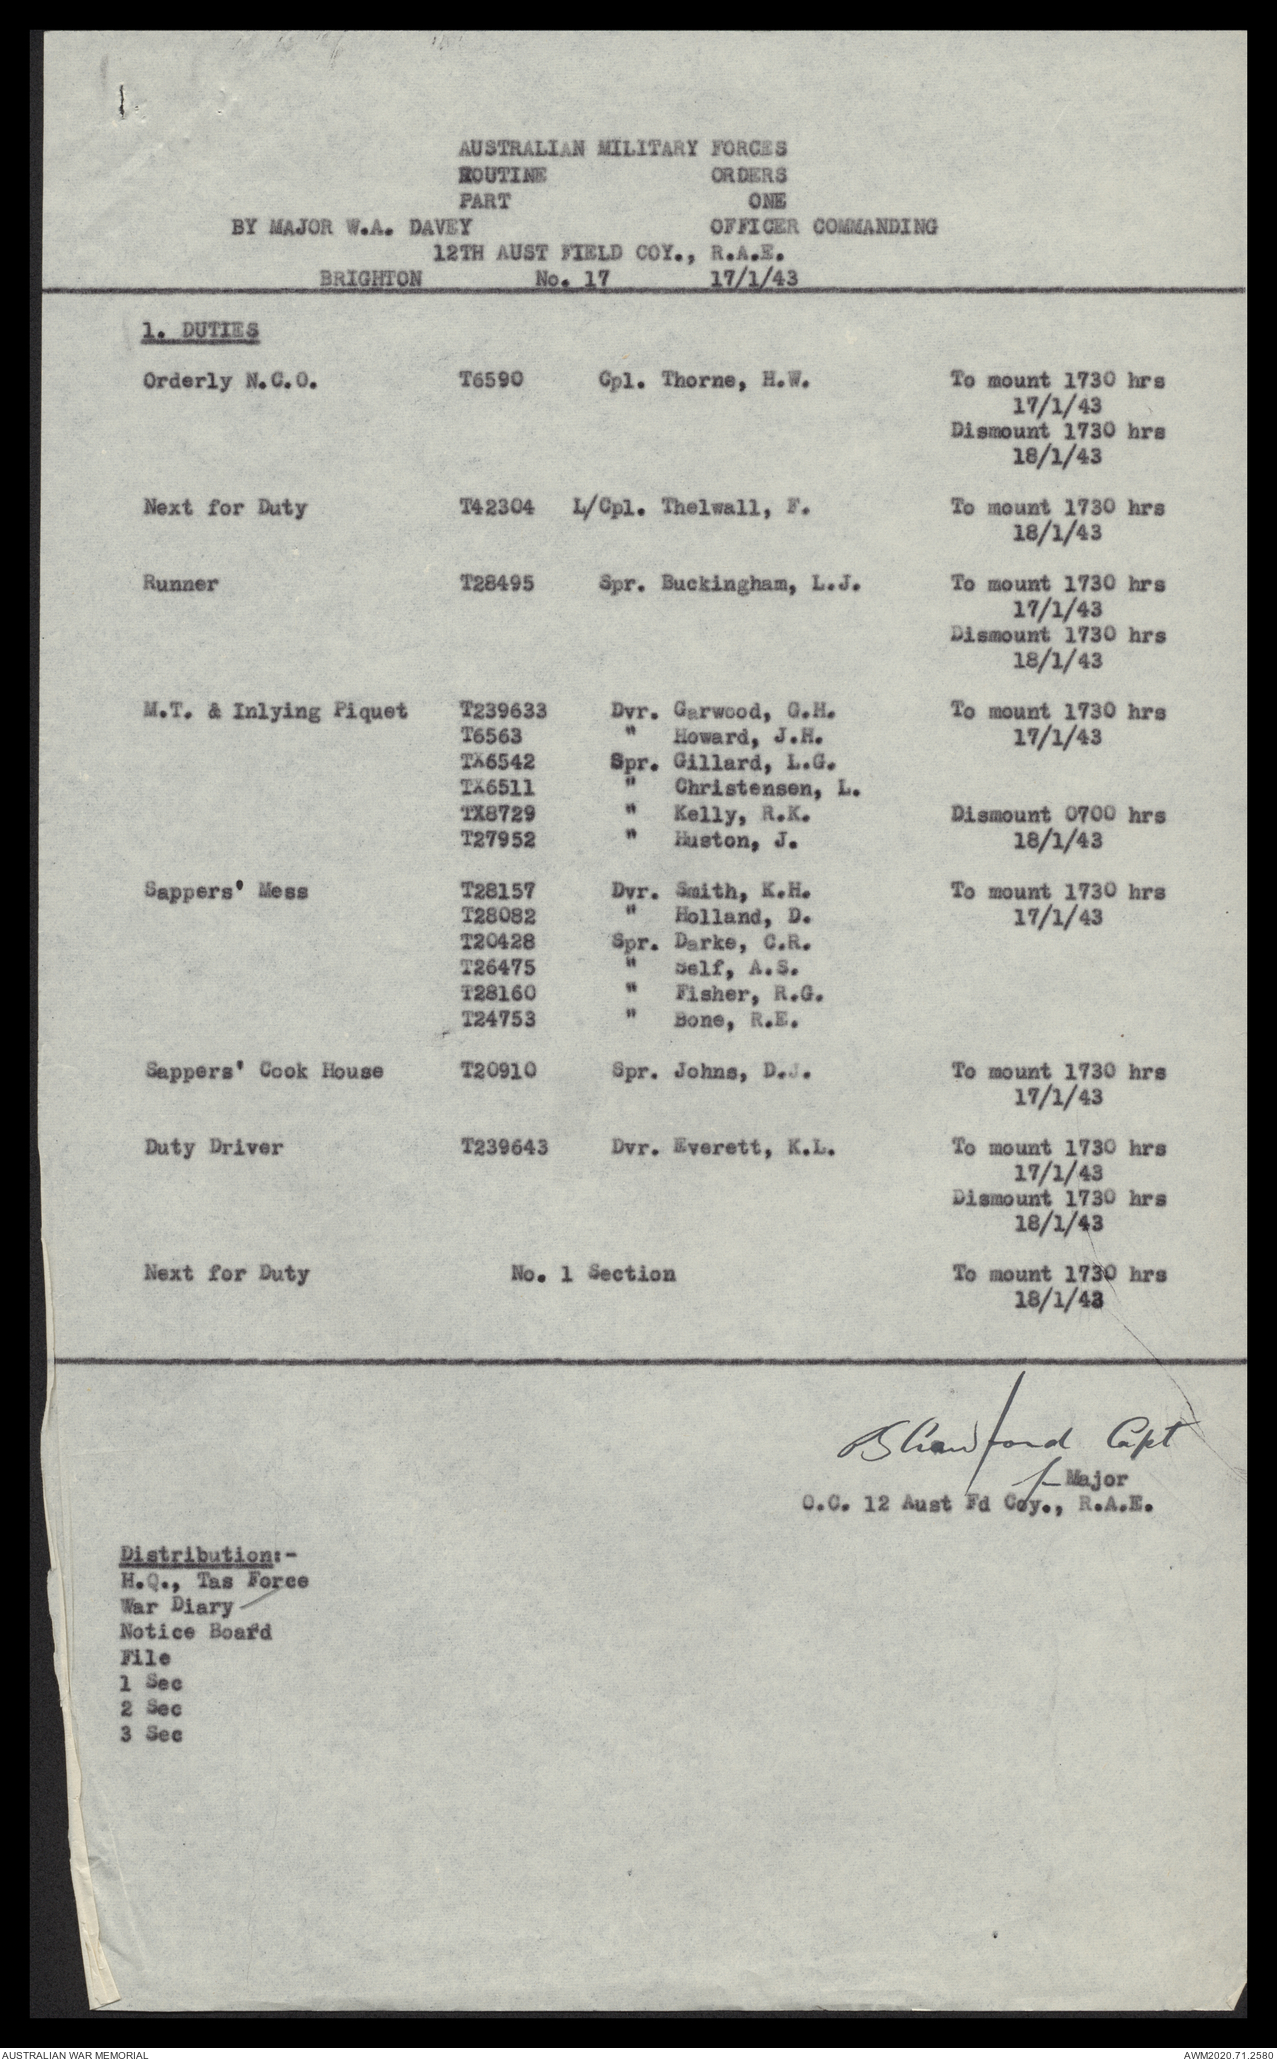 AUSTRALIAN MILITARY FORCES
ROUTINE ORDERS
PART ONE
BY MAJOR W.A. DAVEY OFFICER COMMANDING
12TH AUST FIELD COY., R.A.E.
BRIGHTON No. 17 17/1/43
1. DUTIES
Orderly N.C.O. T6590 Cpl. Thorne, H.W. To mount 1730 hrs
17/1/43
Dismount 1730 hrs
18/1/43
Next for Duty T42304 L/Cpl. Thelwall, F. To mount 1730 hrs
18/1/43
Runner T28495 Spr. Buckingham, L.J. To mount 1730 hrs
17/1/43
Dismount 1730 hrs
18/1/43
M.T. & Inlying Piquet T239633 Dvr. Garwood, G.H. To mount 1730 hrs
T6563 " Howard, J.H. 17/1/43
TX6542 Spr. Gillard, L.G.
TX6511 " Christensen, L.
TX8729 " Kelly, R.K. Dismount 0700 hrs
T27952 " Huston, J. 18/1/43
Sappers' Mess T28157 Dvr. Smith, K.H. To mount 1730 hrs
T28082 " Holland, D. 17/1/43
T20428 Spr. Darke, C.R.
T26475 " Self, A.S.
T28160 " Fisher, R.G.
T24753 " Bone, R.E.
Sappers' Cook House T20910 Spr. Johns, D.J. To mount 1730 hrs
17/1/43
Duty Driver T239643 Dvr. Everett, K.L. To mount 1730 hrs
17/1/43
Dismount 1730 hrs
18/1/43
Next for Duty No. 1 Section To mount 1730 hrs
18/1/43
Crawford Capt
f Major
O.C. 12 Aust Fd Coy., R.A.E.
Distribution:-
H.Q., Tas Force
War Diary
Notice Board
File
1 Sec
2 Sec
3 Sec
AUSTRALIAN WAR MEMORIAL AWM2020.71.2580